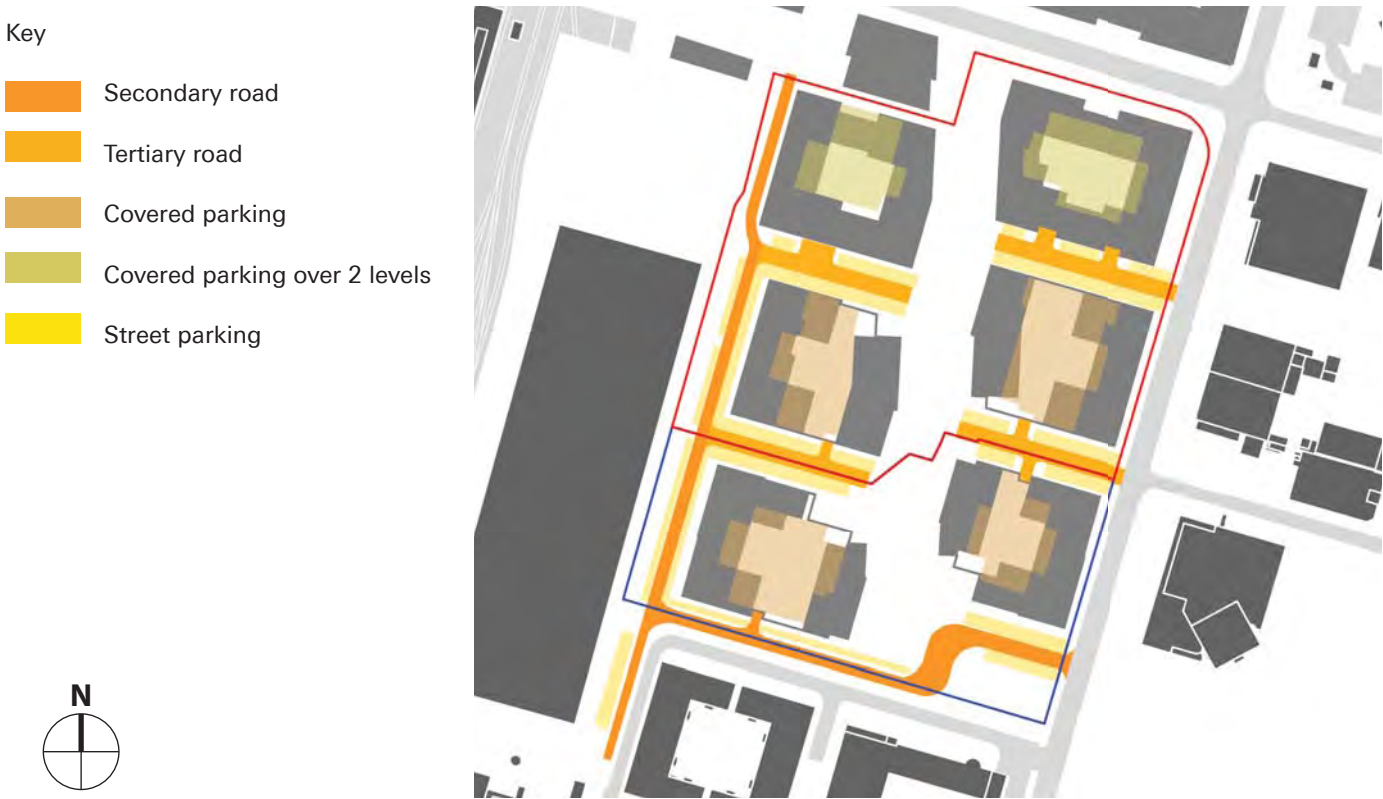 Key
Secondary road
Tertiary road
Covered parking
Covered parking over 2 levels
Street parking
N